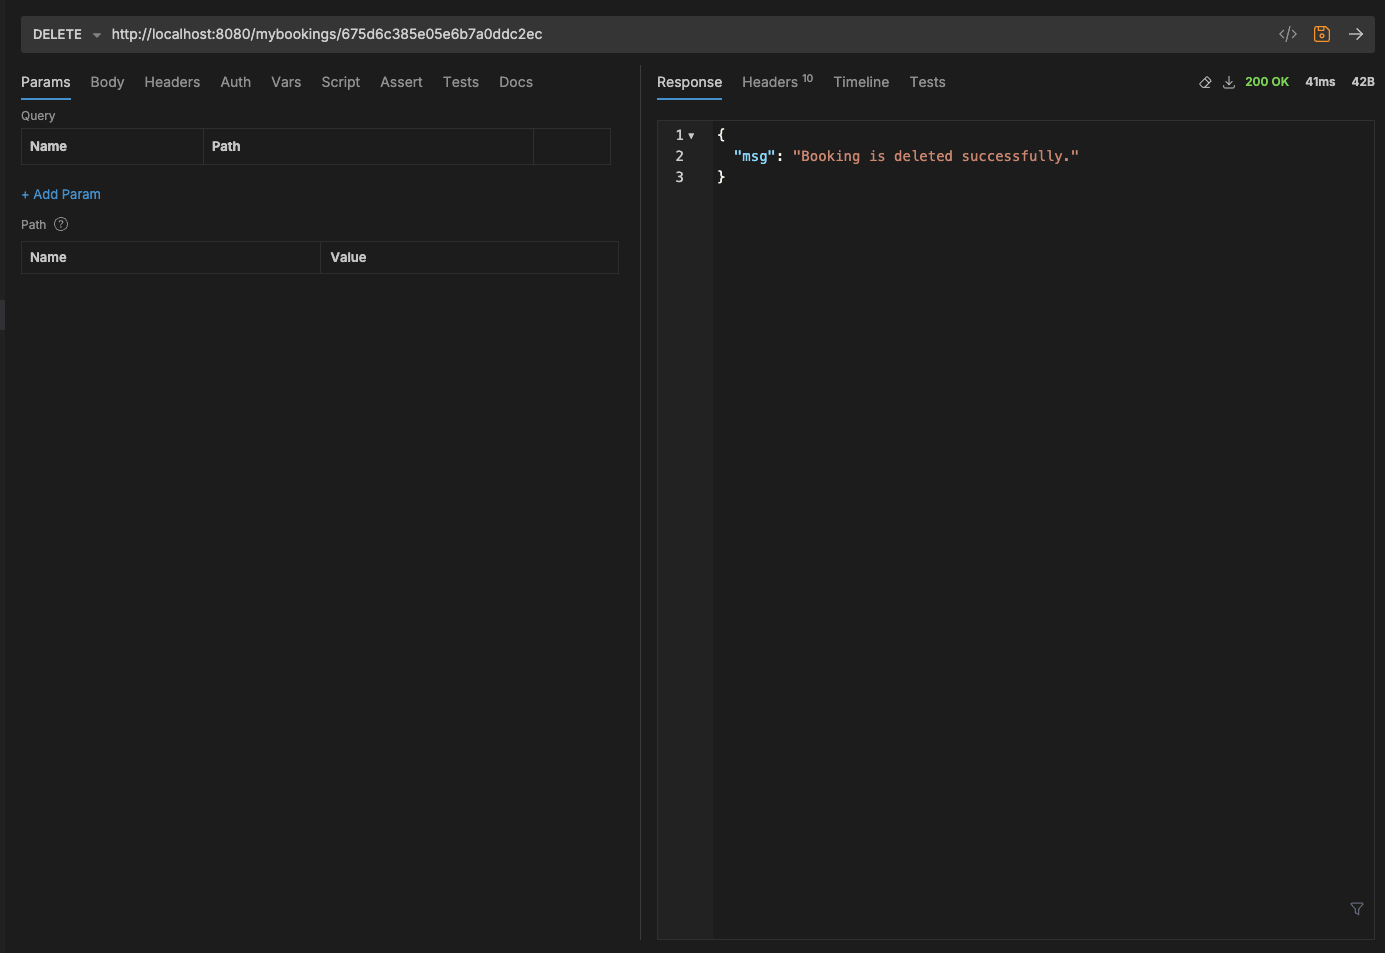 DELETE http://localhost:8080/mybookings/675d6c385e05e6b7a0ddc2ec </>
Params Body Headers Auth Vars Script Assert Tests Docs
Query
Name Path
+ Add Param
Path ?
Name Value
Response Headers 10 Timeline Tests 200 OK 41ms 42B
1 {
2 "msg": "Booking is deleted successfully."
3 }